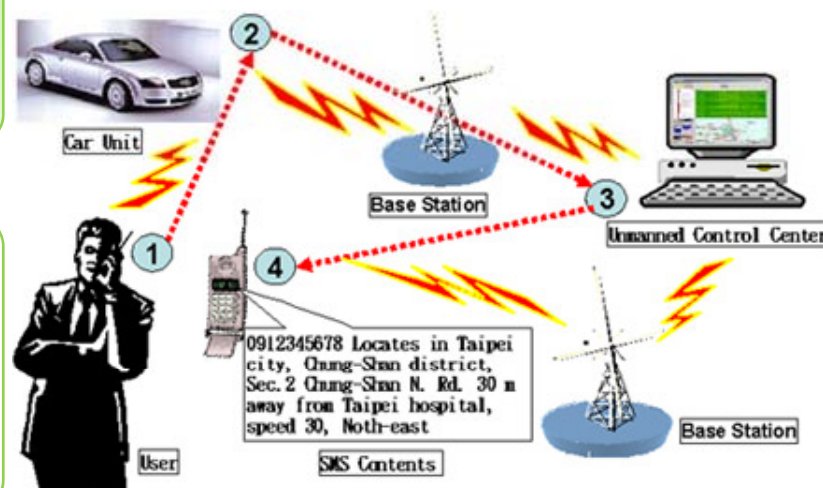 2
Car Unit
Base Station
3
Unmanned Control Center
1
4
0912345678 Locates in Taipei
city, Chung-Shan district,
Sec.2 Chung-Shan N. Rd. 30 m
away from Taipei hospital,
speed 30, Noth-east
Base Station
User
SMS Contents